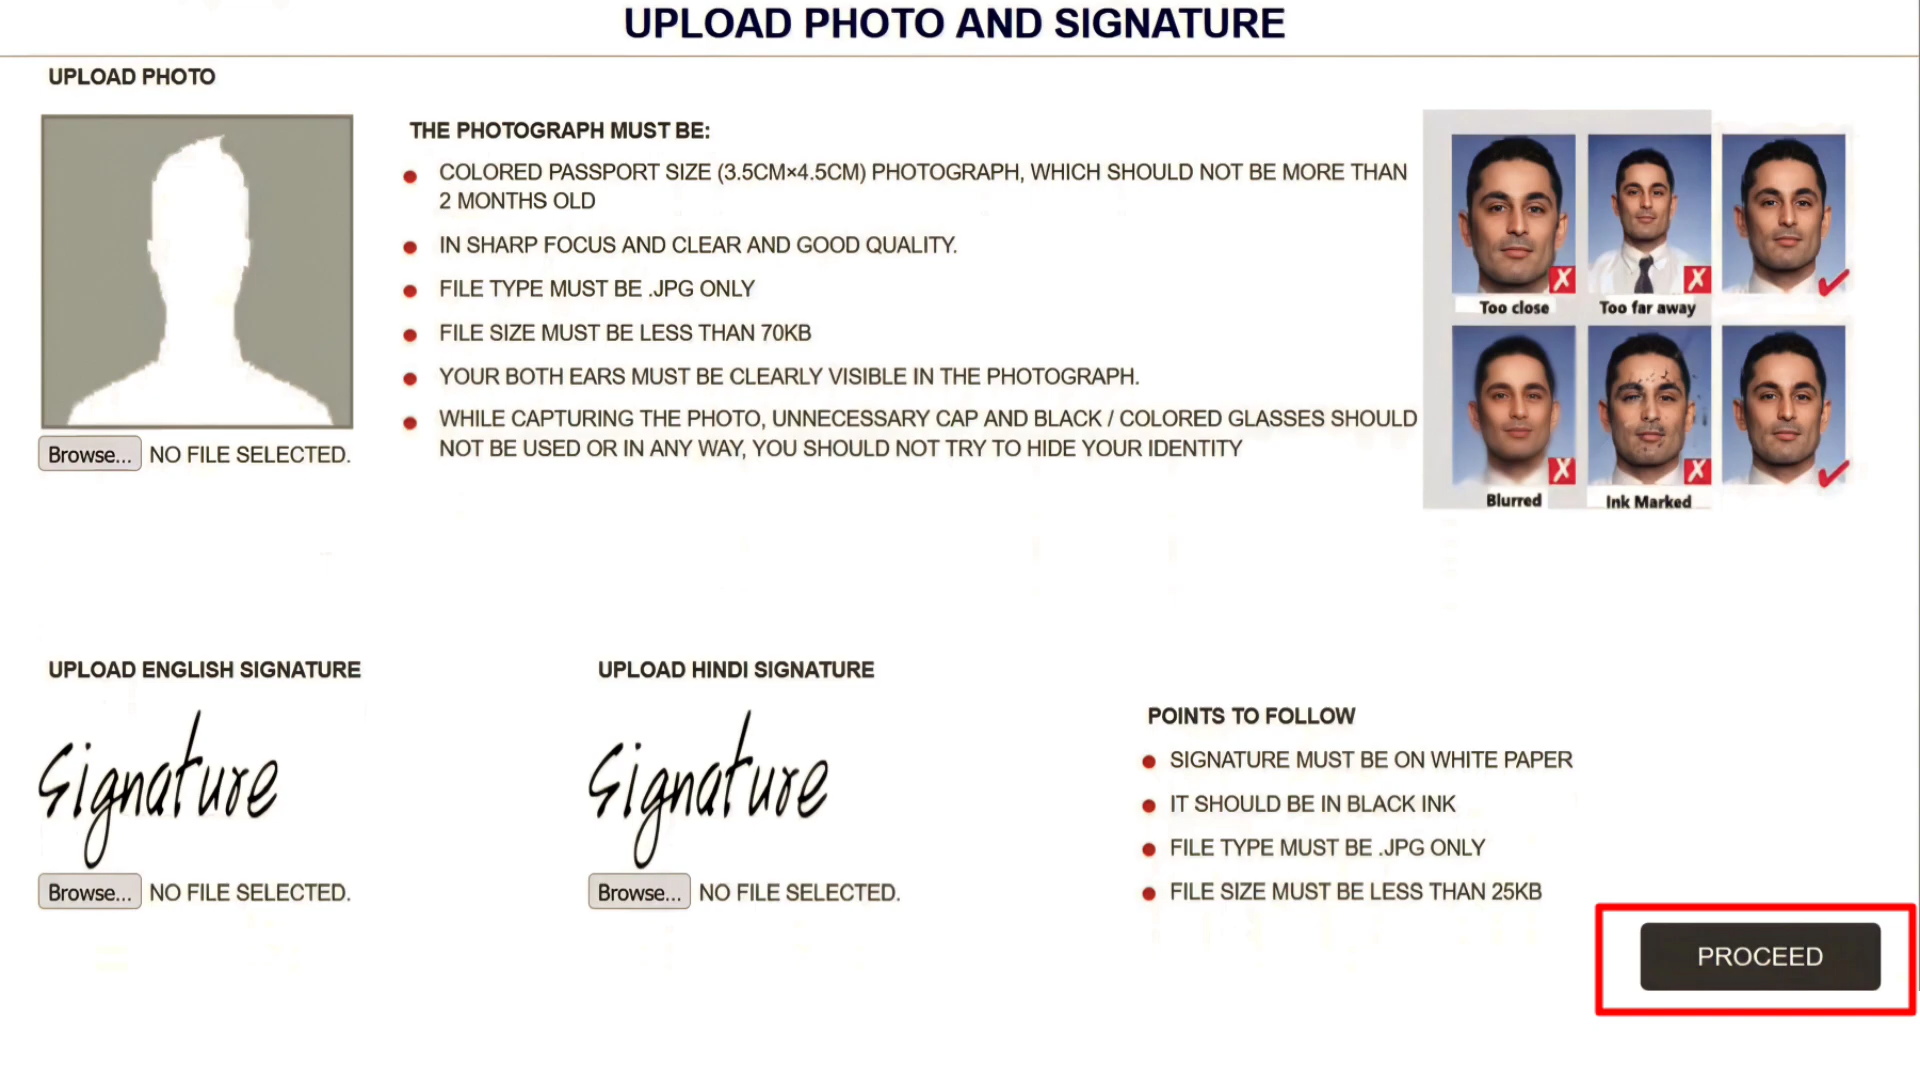 UPLOAD PHOTO AND SIGNATURE
UPLOAD PHOTO
THE PHOTOGRAPH MUST BE:
COLORED PASSPORT SIZE (3.5CM×4.5CM) PHOTOGRAPH, WHICH SHOULD NOT BE MORE THAN
2 MONTHS OLD
IN SHARP FOCUS AND CLEAR AND GOOD QUALITY.
FILE TYPE MUST BE .JPG ONLY
FILE SIZE MUST BE LESS THAN 70KB
YOUR BOTH EARS MUST BE CLEARLY VISIBLE IN THE PHOTOGRAPH.
WHILE CAPTURING THE PHOTO, UNNECESSARY CAP AND BLACK / COLORED GLASSES SHOULD
NOT BE USED OR IN ANY WAY, YOU SHOULD NOT TRY TO HIDE YOUR IDENTITY
Browse... NO FILE SELECTED.
Too close
Too far away
Blurred
Ink Marked
UPLOAD ENGLISH SIGNATURE
Signature
Browse... NO FILE SELECTED.
UPLOAD HINDI SIGNATURE
Signature
Browse... NO FILE SELECTED.
POINTS TO FOLLOW
SIGNATURE MUST BE ON WHITE PAPER
IT SHOULD BE IN BLACK INK
FILE TYPE MUST BE .JPG ONLY
FILE SIZE MUST BE LESS THAN 25KB
PROCEED